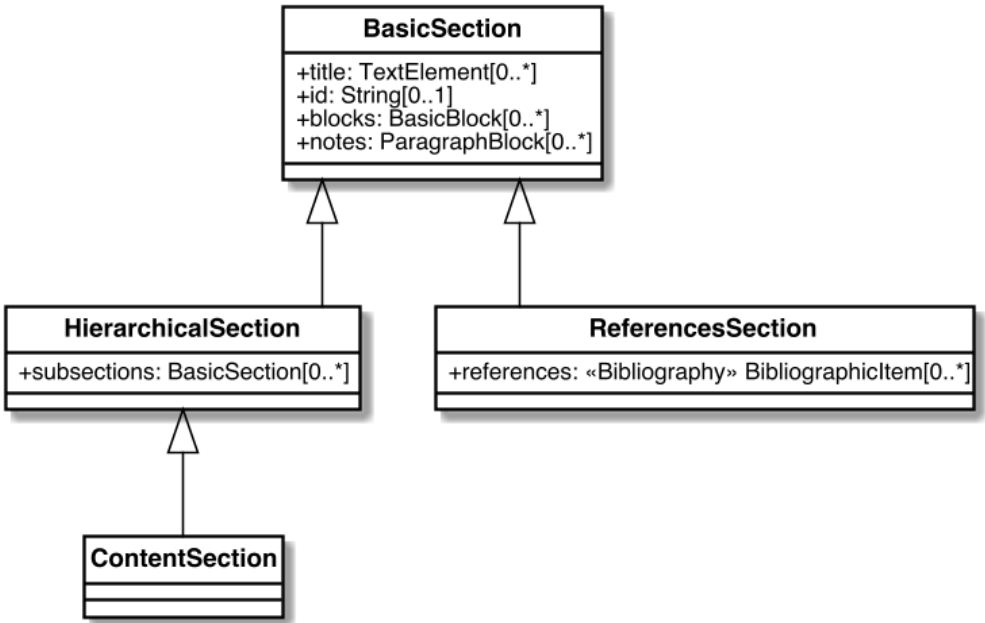 BasicSection
+title: TextElement[0..*]
+id: String[0..1]
+blocks: BasicBlock[0..*]
+notes: ParagraphBlock[0..*]
HierarchicalSection
+subsections: BasicSection[0..*]
ReferencesSection
+references: «Bibliography» BibliographicItem[0..*]
ContentSection